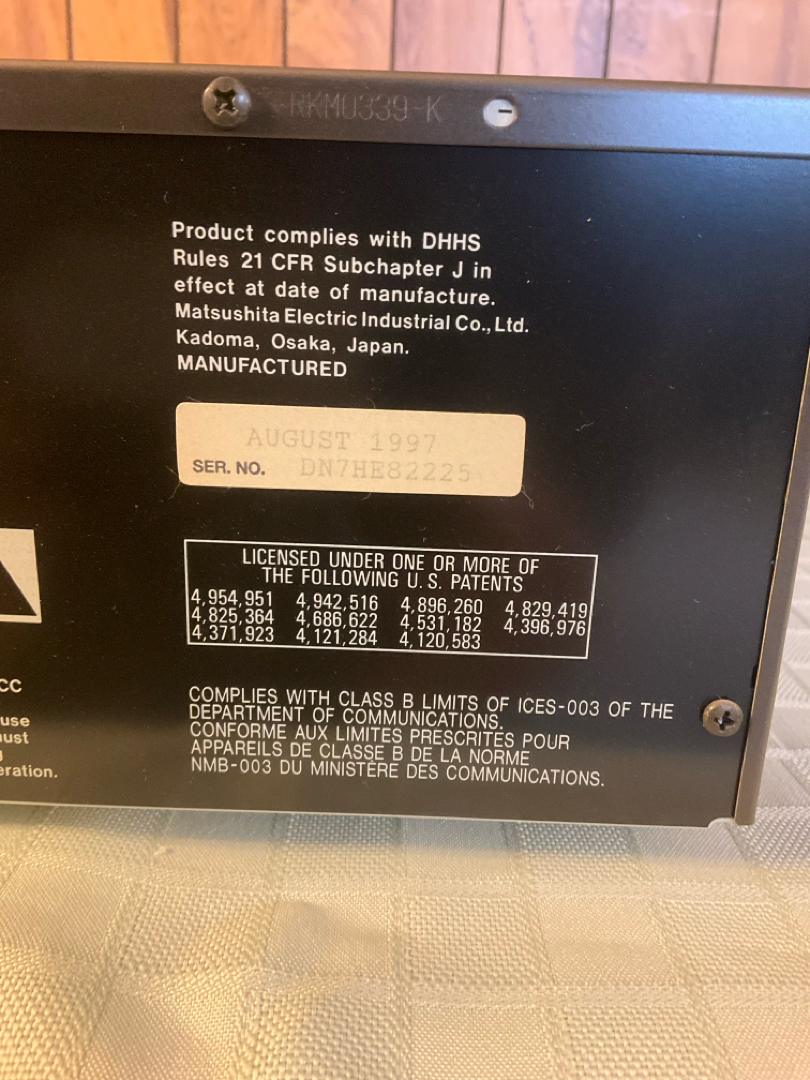 RKM0339-K
Product complies with DHHS
Rules 21 CFR Subchapter J in
effect at date of manufacture.
Matsushita Electric Industrial Co., Ltd.
Kadoma, Osaka, Japan.
MANUFACTURED
AUGUST 1997
SER. NO. DN7HE82225
LICENSED UNDER ONE OR MORE OF
THE FOLLOWING U. S. PATENTS
4,954,951 4,942,516 4,896,260 4,829,419
4,825,364 4,686,622 4,531,182 4,396,976
4,371,923 4,121,284 4,120,583
CC
use
ust
g
eration.
COMPLIES WITH CLASS B LIMITS OF ICES-003 OF THE
DEPARTMENT OF COMMUNICATIONS.
CONFORME AUX LIMITES PRESCRITES POUR
APPAREILS DE CLASSE B DE LA NORME
NMB-003 DU MINISTÈRE DES COMMUNICATIONS.